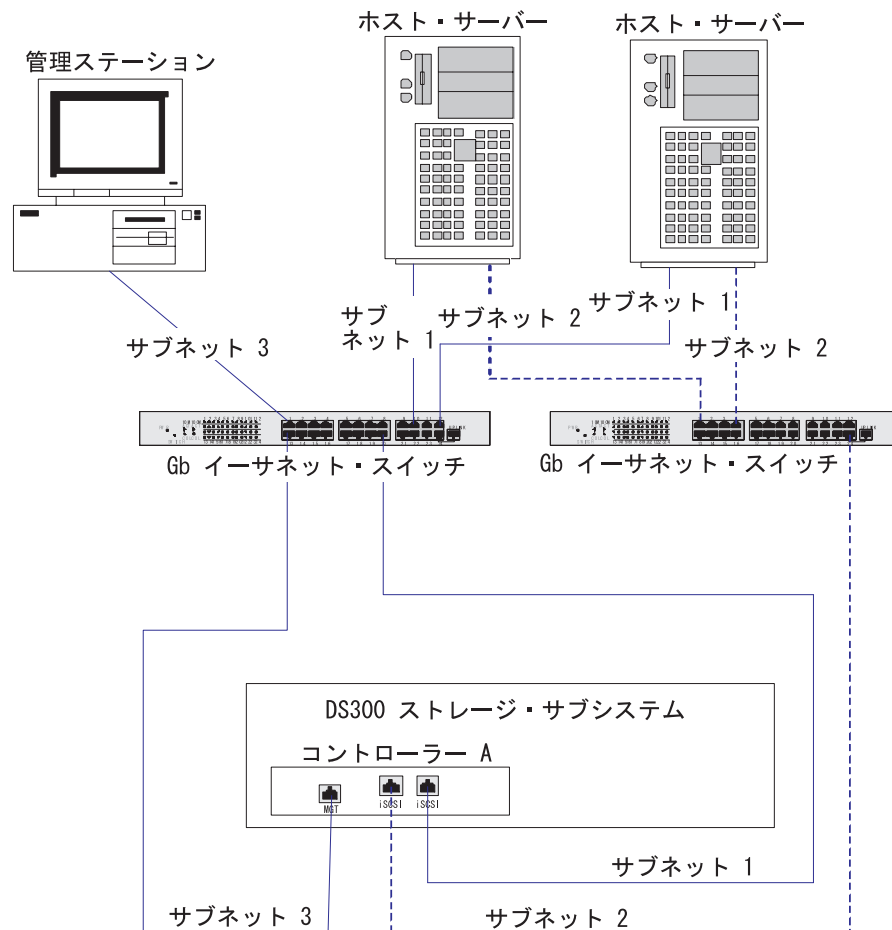 ホスト・サーバー
ホスト・サーバー
管理ステーション
サブネット 3
サブ
ネット 1
サブネット 2
サブネット 1
サブネット 2
Gb イーサネット・スイッチ
Gb イーサネット・スイッチ
DS300 ストレージ・サブシステム
コントローラー A
MGT
iSCSI
iSCSI
サブネット 1
サブネット 3
サブネット 2